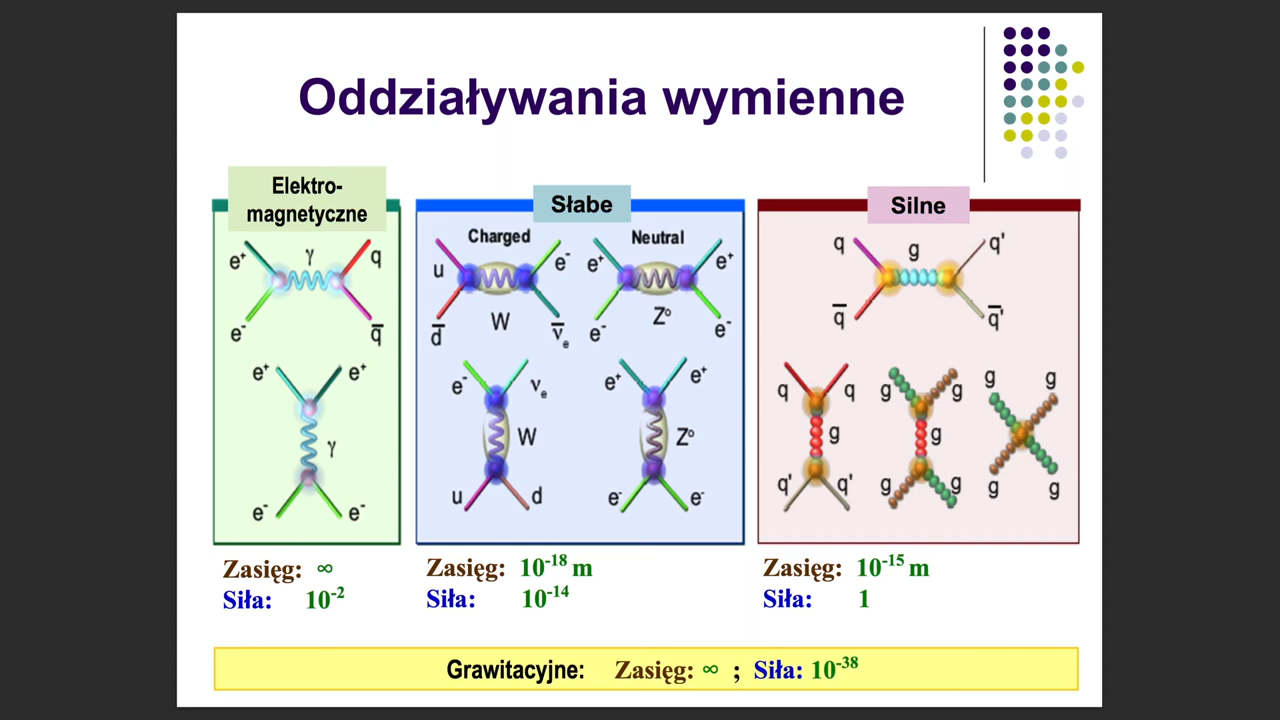 Oddziaływania wymienne
Elektro-
magnetyczne
e⁺ γ q
e⁻ q̅
e⁺ e⁺
γ
e⁻ e⁻
Zasięg: ∞
Siła: 10⁻²
Słabe
Charged Neutral
u e⁻ e⁺ e⁺
d̅ W ν̅ₑ e⁻ Z⁰ e⁻
e⁻ νₑ e⁺ e⁺
W Z⁰
u d e⁻ e⁻
Zasięg: 10⁻¹⁸ m
Siła: 10⁻¹⁴
Silne
q g q'
q̅ q̅'
q q g g g g
g g
q' q' g g g g
Zasięg: 10⁻¹⁵ m
Siła: 1
Grawitacyjne: Zasięg: ∞ ; Siła: 10⁻³⁸